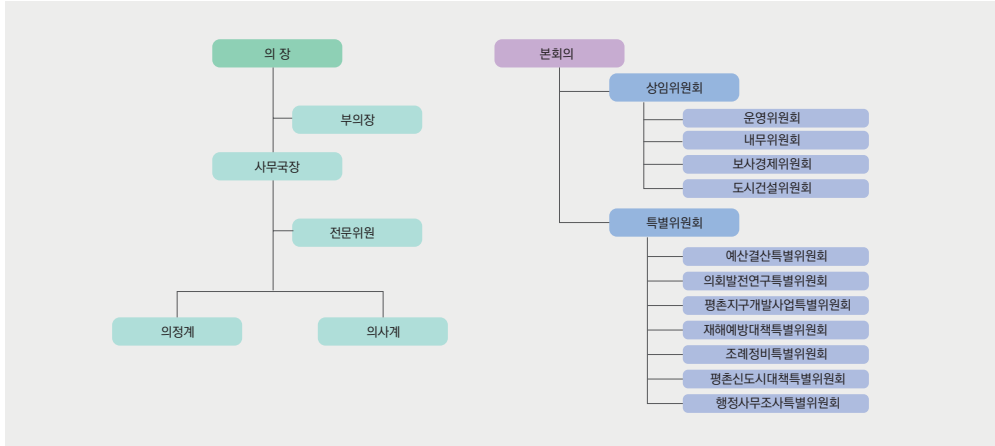 의 장
부의장
사무국장
전문위원
의정계
의사계
본회의
상임위원회
운영위원회
내무위원회
보사경제위원회
도시건설위원회
특별위원회
예산결산특별위원회
의회발전연구특별위원회
평촌지구개발사업특별위원회
재해예방대책특별위원회
조례정비특별위원회
평촌신도시대책특별위원회
행정사무조사특별위원회